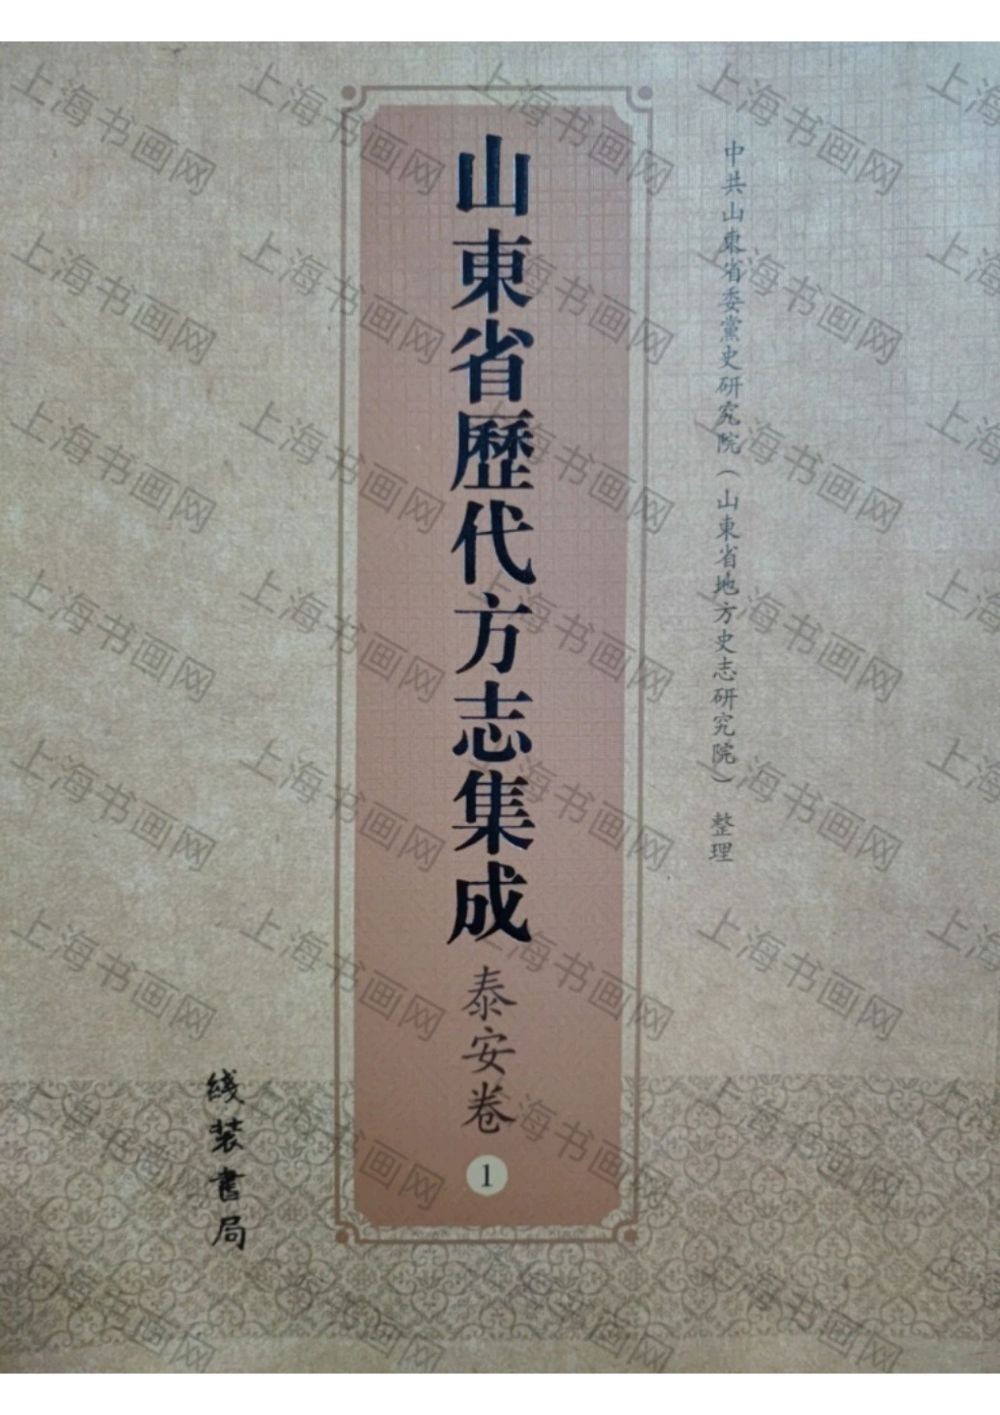 中共山東省委黨史研究院（山東省地方史志研究院） 整理
山東省歷代方志集成 泰安卷 1
綫裝書局
上海书画网